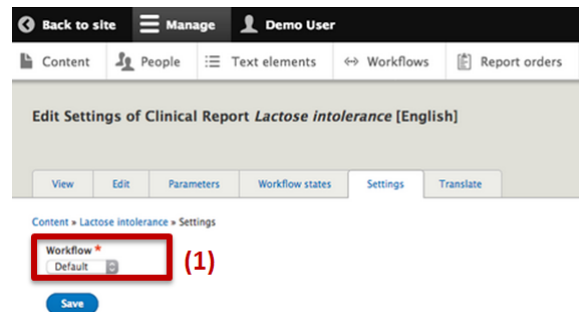 Back to site Manage Demo User
Content People Text elements Workflows Report orders
Edit Settings of Clinical Report Lactose intolerance [English]
View Edit Parameters Workflow states Settings Translate
Content » Lactose intolerance » Settings
Workflow *
Default (1)
Save